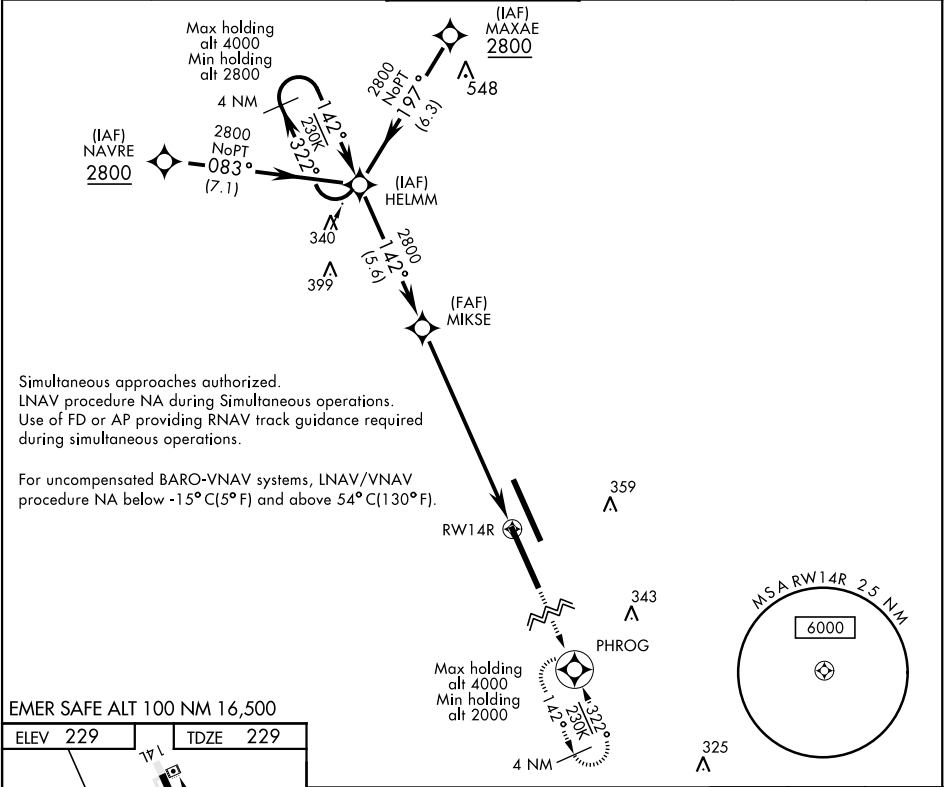 (IAF)
MAXAE
2800
Max holding
alt 4000
Min holding
alt 2800
4 NM
2800
NoPT
197°
(6.3)
548
142°
230K
322°
(IAF)
NAVRE
2800
2800
NoPT
083°
(7.1)
(IAF)
HELMM
340
399
2800
142°
(5.6)
(FAF)
MIKSE
Simultaneous approaches authorized.
LNAV procedure NA during Simultaneous operations.
Use of FD or AP providing RNAV track guidance required
during simultaneous operations.
For uncompensated BARO-VNAV systems, LNAV/VNAV
procedure NA below -15°C(5°F) and above 54°C(130°F).
359
RW14R
343
PHROG
MSA RW14R 25 NM
6000
Max holding
alt 4000
Min holding
alt 2000
142°
230K
322°
4 NM
325
EMER SAFE ALT 100 NM 16,500
ELEV 229
TDZE 229
14L